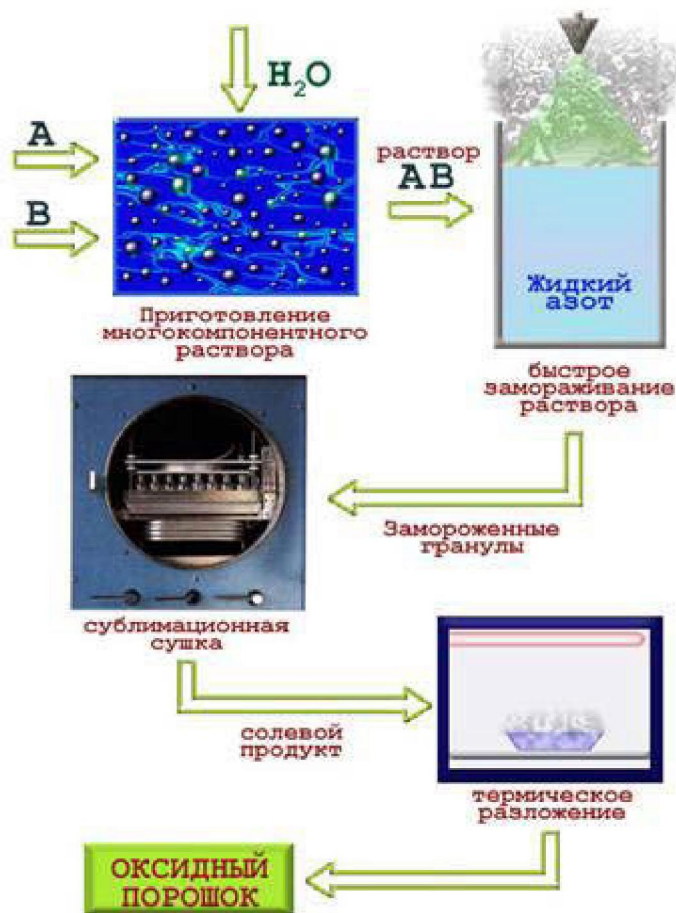 H₂O
A
B
раствор
AB
Жидкий
азот
Приготовление
многокомпонентного
раствора
быстрое
замораживание
раствора
Замороженные
гранулы
сублимационная
сушка
солевой
продукт
термическое
разложение
ОКСИДНЫЙ
ПОРОШОК